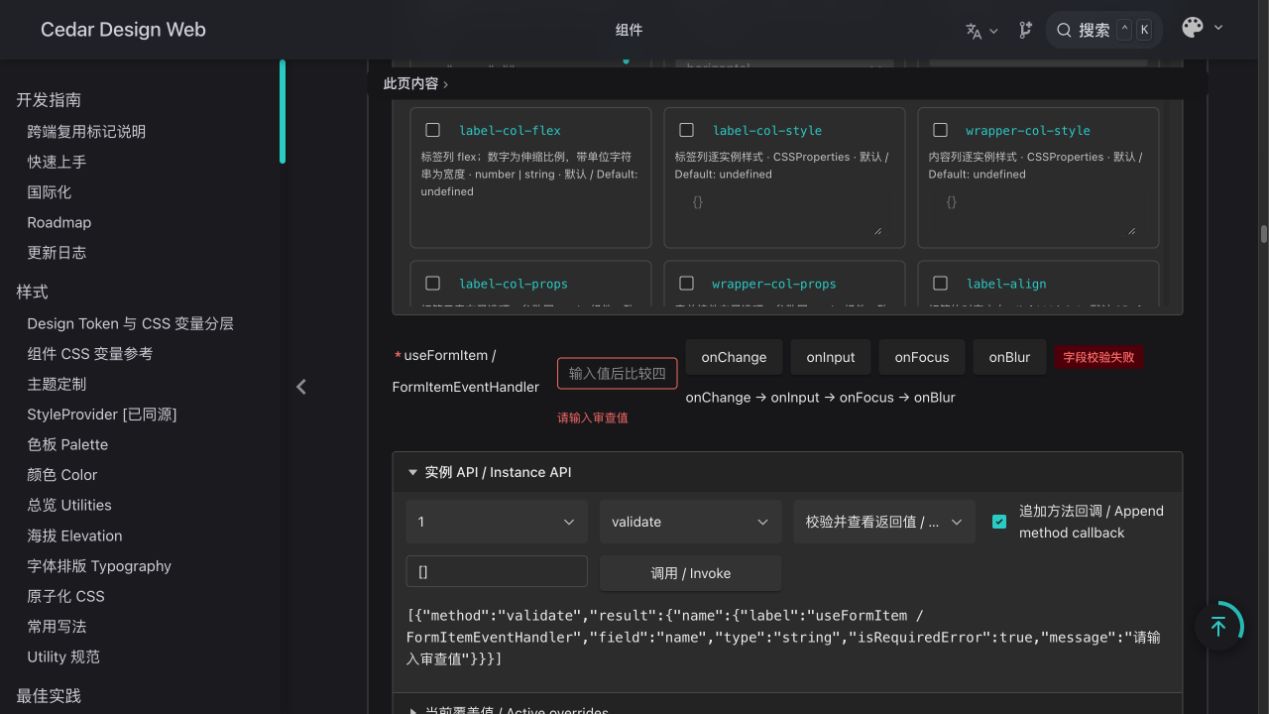 Cedar Design Web
组件
搜索
^
K
此页内容
开发指南
跨端复用标记说明
快速上手
国际化
Roadmap
更新日志
样式
Design Token 与 CSS 变量分层
组件 CSS 变量参考
主题定制
StyleProvider [已同源]
色板 Palette
颜色 Color
总览 Utilities
海拔 Elevation
字体排版 Typography
原子化 CSS
常用写法
Utility 规范
最佳实践
label-col-flex
标签列 flex；数字为伸缩比例，带单位字符
串为宽度 · number | string · 默认 / Default:
undefined
label-col-style
标签列逐实例样式 · CSSProperties · 默认 /
Default: undefined
{}
wrapper-col-style
内容列逐实例样式 · CSSProperties · 默认 /
Default: undefined
{}
label-col-props
wrapper-col-props
label-align
*useFormItem /
FormItemEventHandler
输入值后比较四
请输入审查值
onChange
onInput
onFocus
onBlur
字段校验失败
onChange → onInput → onFocus → onBlur
实例 API / Instance API
1
validate
校验并查看返回值 / ...
追加方法回调 / Append
method callback
[]
调用 / Invoke
[{"method":"validate","result":{"name":{"label":"useFormItem /
FormItemEventHandler","field":"name","type":"string","isRequiredError":true,"message":"请输
入审查值"}}}]
当前覆盖值 / Active overrides